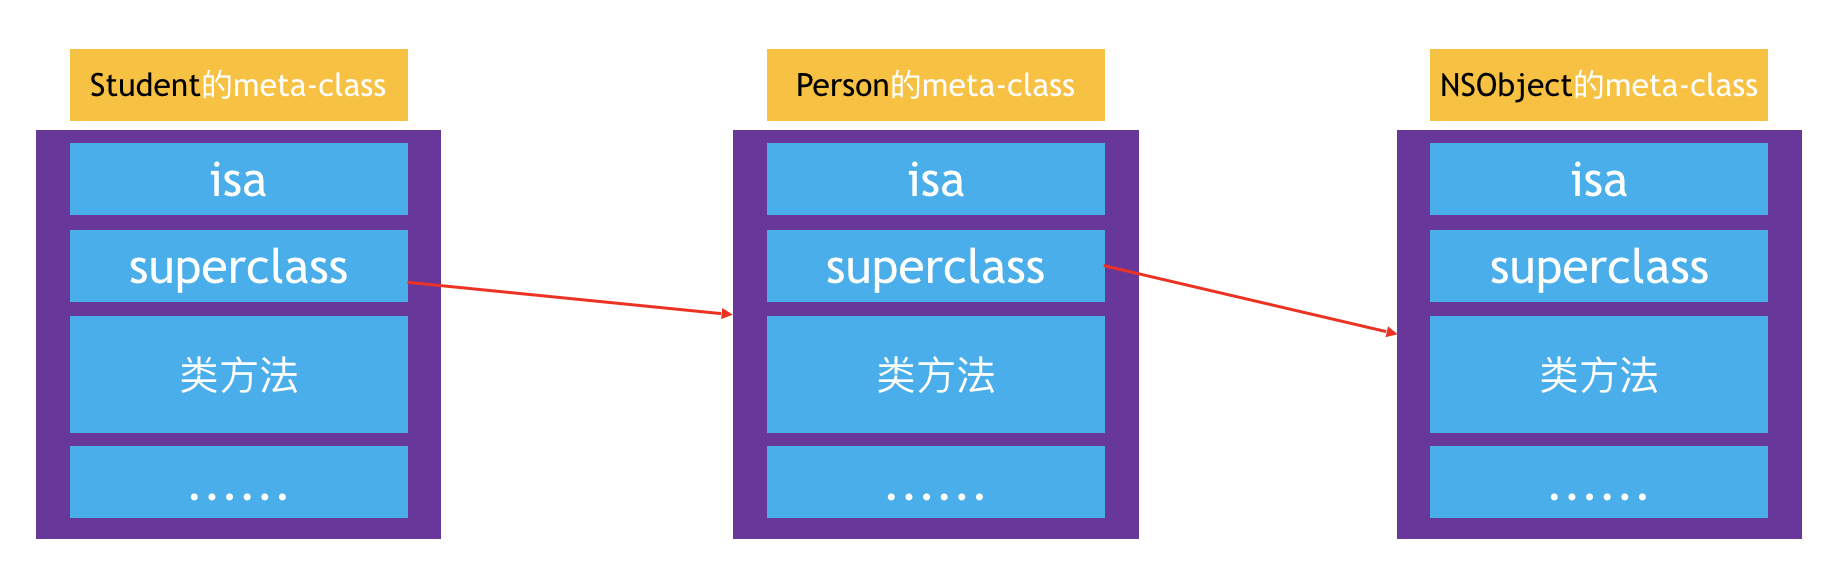 Student的meta-class
isa
superclass
类方法
......
Person的meta-class
isa
superclass
类方法
......
NSObject的meta-class
isa
superclass
类方法
......